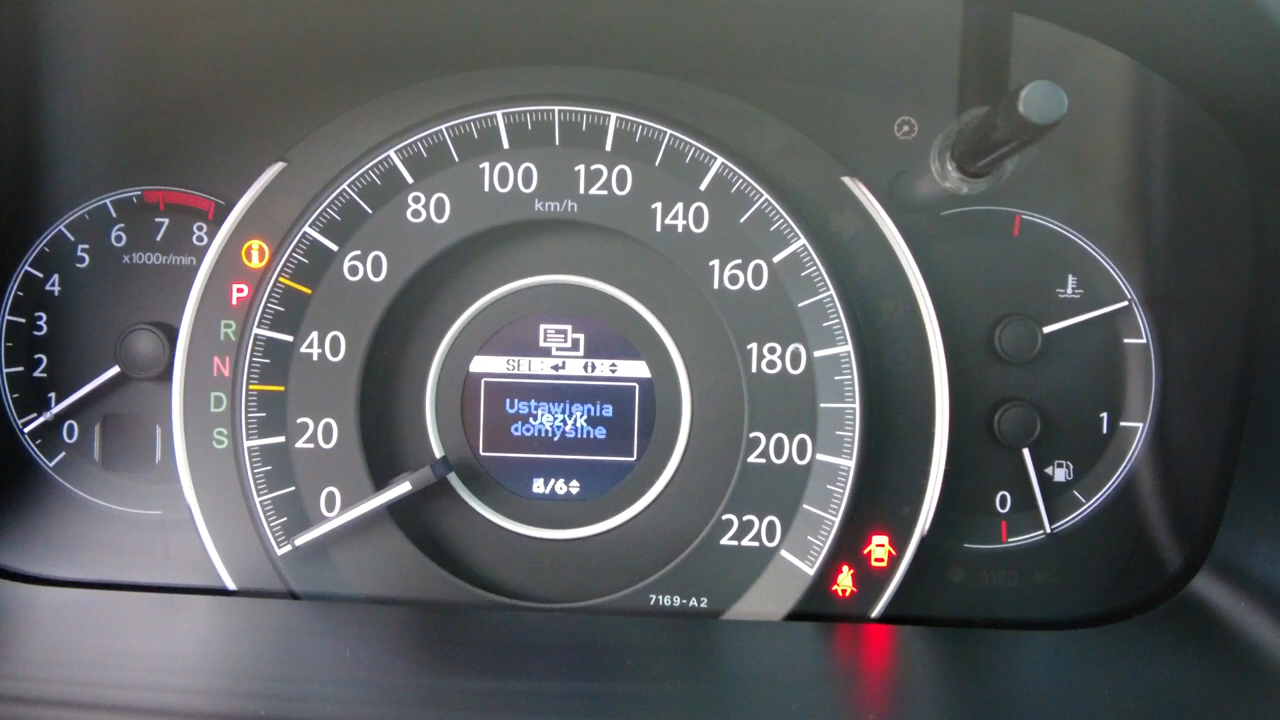 0
1
2
3
4
5
6
7
8
x1000r/min
P
R
N
D
S
0
20
40
60
80
100
120
140
160
180
200
220
km/h
SEL:
Ustawienia
Język
domyślne
/6
7169-A2
1
0
AWD